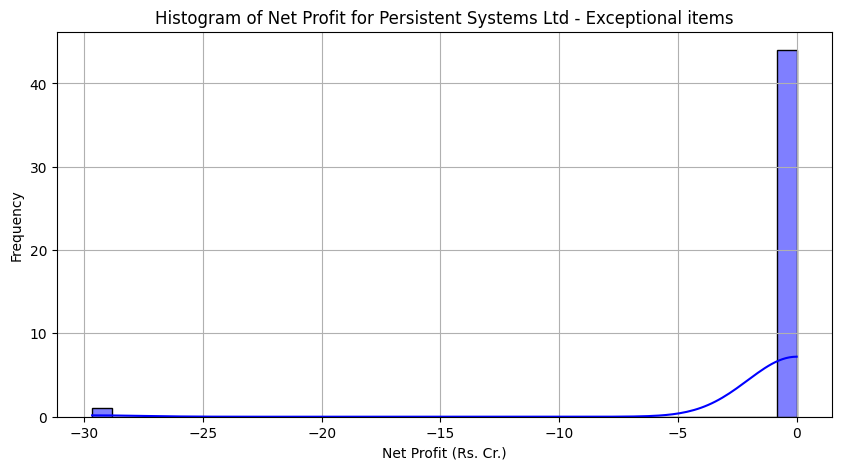 Histogram of Net Profit for Persistent Systems Ltd - Exceptional items
Frequency
40
30
20
10
0
−30 −25 −20 −15 −10 −5 0
Net Profit (Rs. Cr.)